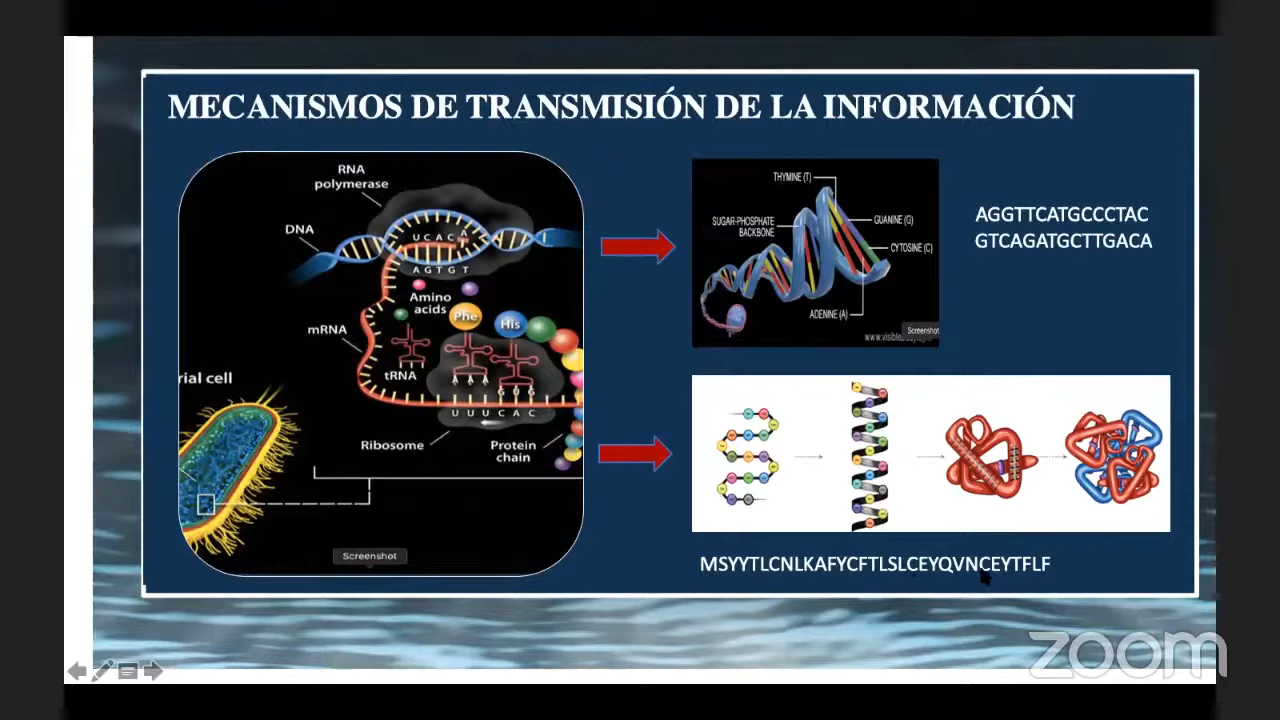 MECANISMOS DE TRANSMISIÓN DE LA INFORMACIÓN
RNA
polymerase
DNA
U C A C A
A G T G T
Amino
acids
Phe
His
mRNA
tRNA
A A A
G U G
U U U C A C
rial cell
Ribosome
Protein
chain
Screenshot
THYMINE (T)
SUGAR-PHOSPHATE
BACKBONE
GUANINE (G)
CYTOSINE (C)
ADENINE (A)
Screenshot
AGGTTCATGCCCTAC
GTCAGATGCTTGACA
MSYYTLCNLKAFYCFTLSLCEYQVNCEYTFLF
zoom